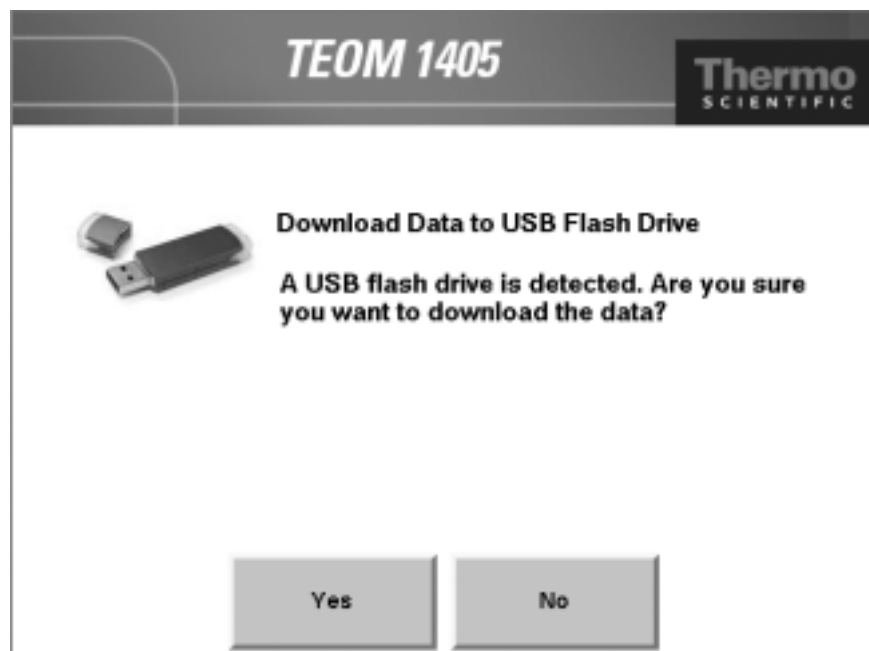 TEOM 1405
Thermo
SCIENTIFIC
Download Data to USB Flash Drive
A USB flash drive is detected. Are you sure
you want to download the data?
Yes
No